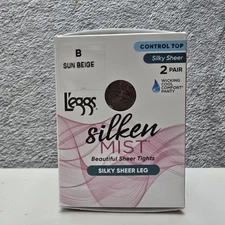 B
SUN BEIGE
CONTROL TOP
Silky Sheer
2 PAIR
WICKING
COOL
COMFORT
PANTY
L'eggs
silken
MIST
Beautiful Sheer Tights
SILKY SHEER LEG